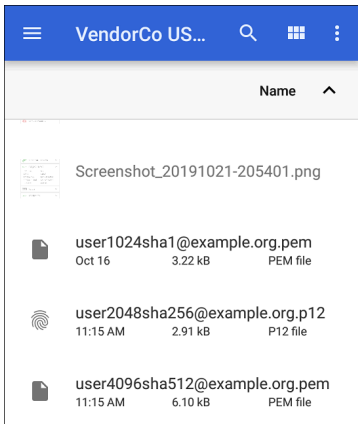 VendorCo US...
Name
Screenshot_20191021-205401.png
user1024sha1@example.org.pem
Oct 16 3.22 kB PEM file
user2048sha256@example.org.p12
11:15 AM 2.91 kB P12 file
user4096sha512@example.org.pem
11:15 AM 6.10 kB PEM file